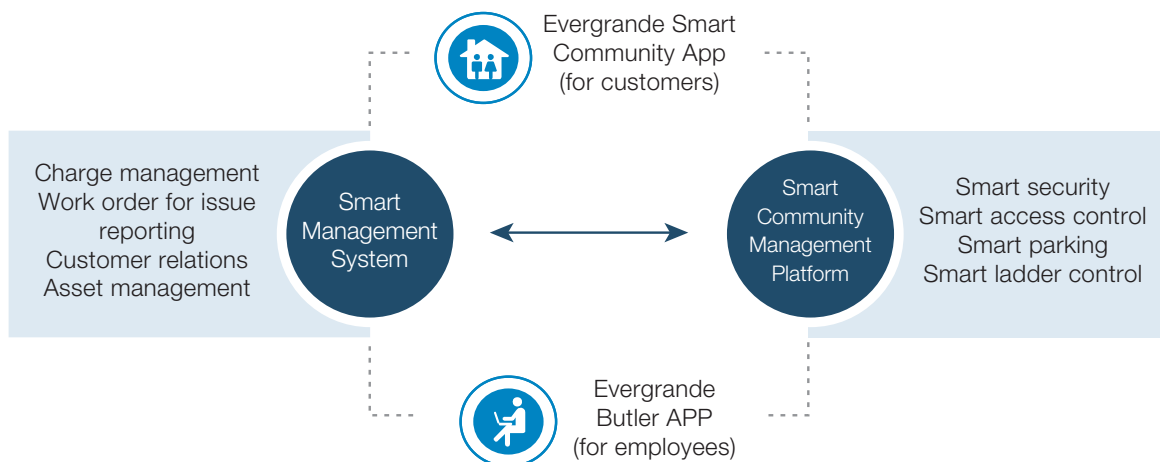 Evergrande Smart
Community App
(for customers)
Charge management
Work order for issue
reporting
Customer relations
Asset management
Smart
Management
System
Smart
Community
Management
Platform
Smart security
Smart access control
Smart parking
Smart ladder control
Evergrande
Butler APP
(for employees)